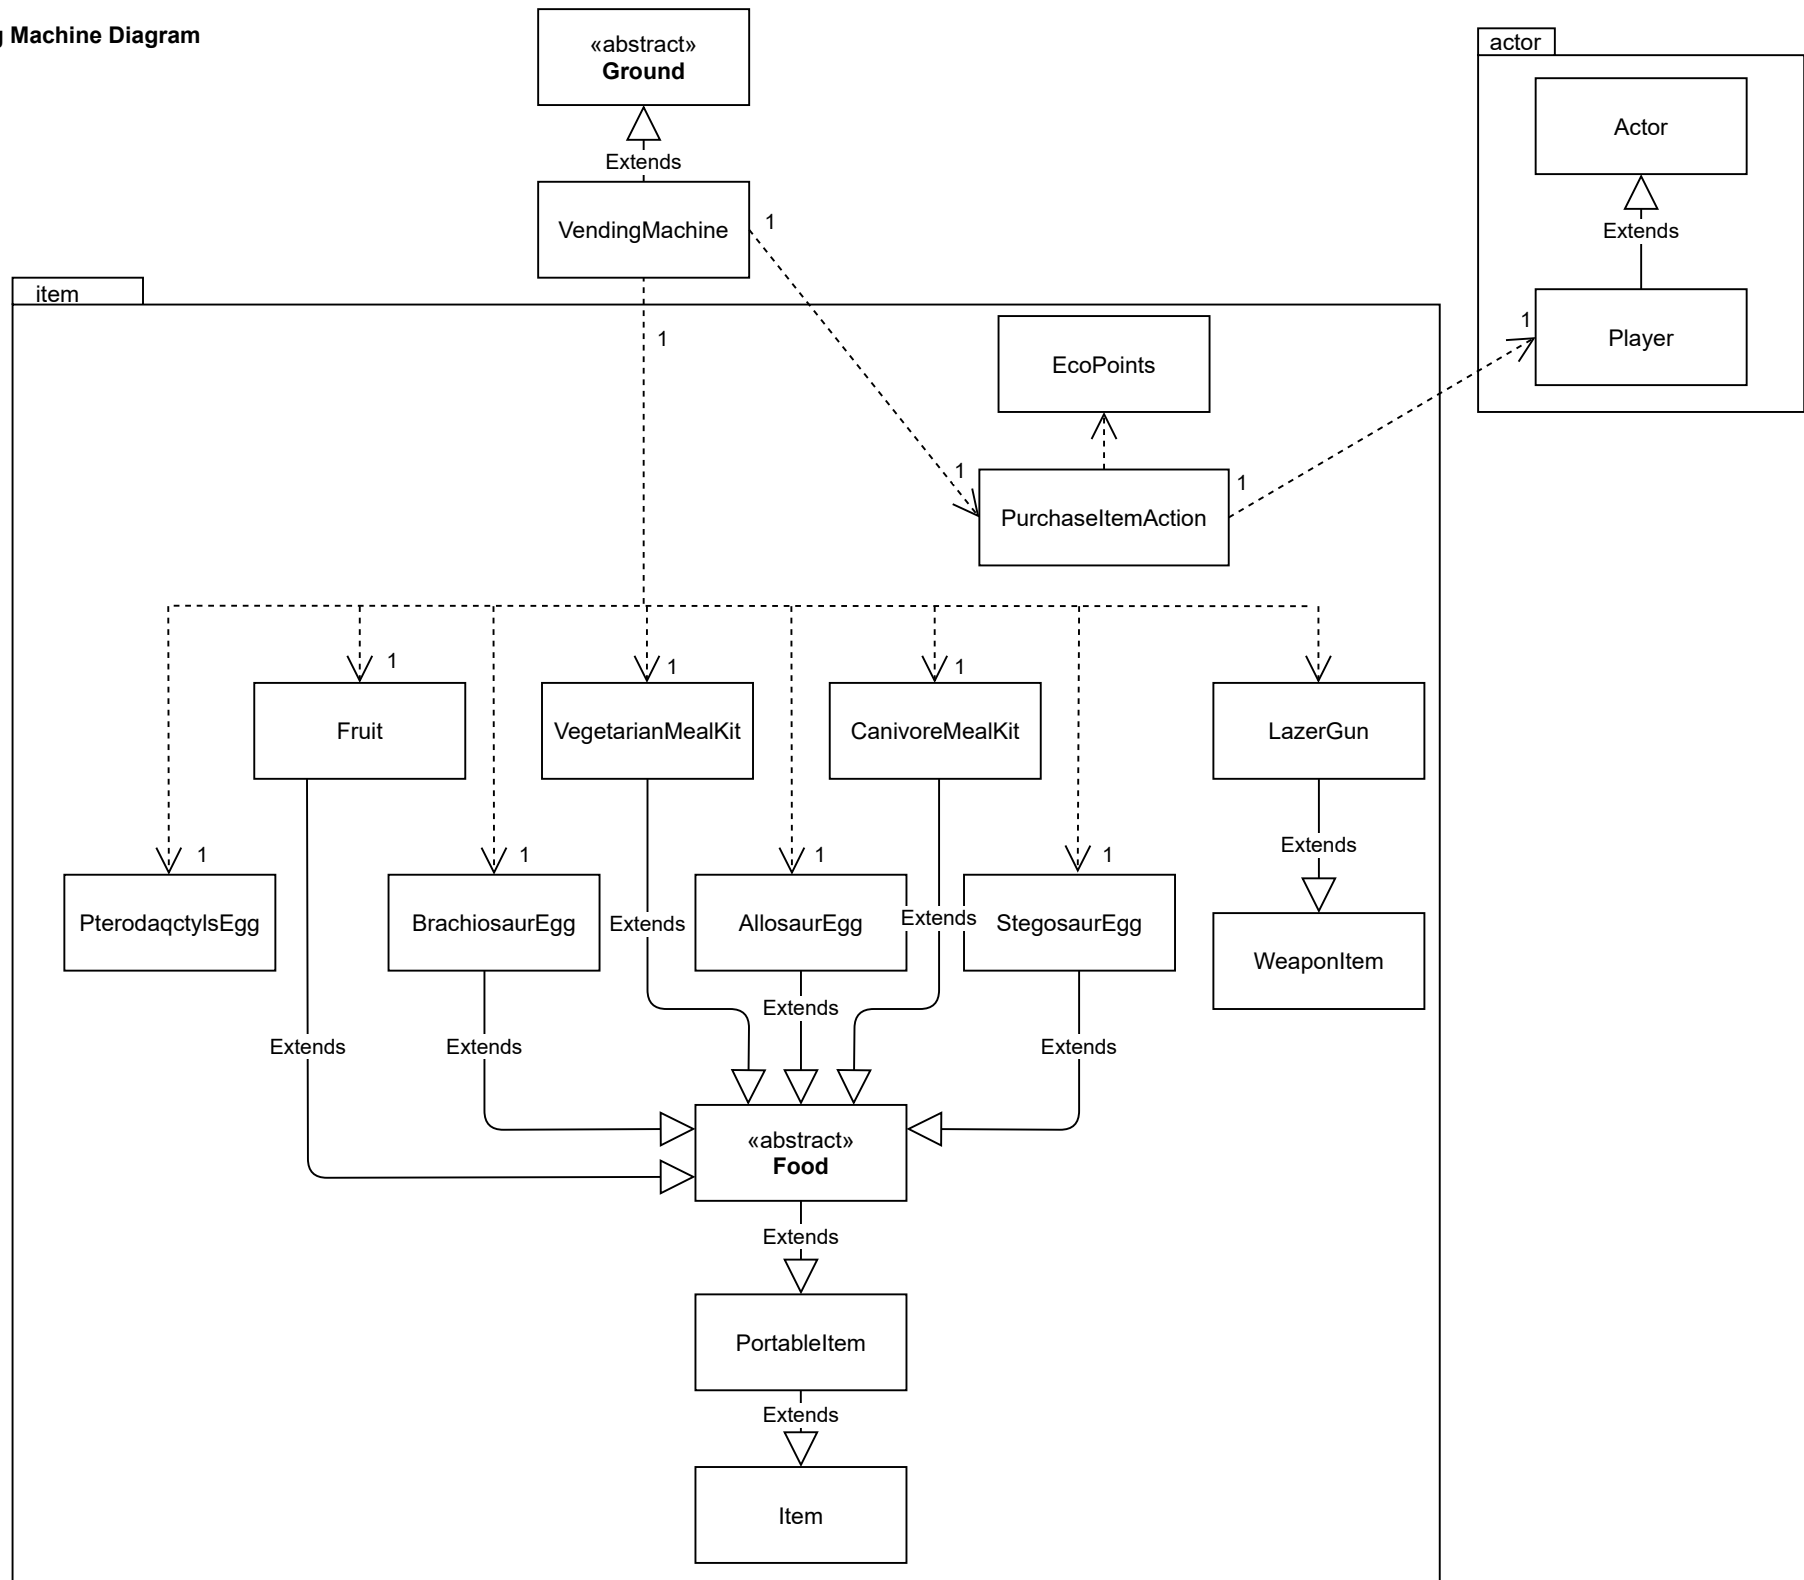 g Machine Diagram
«abstract»
Ground
Extends
VendingMachine
1
actor
Actor
Extends
Player
1
item
1
EcoPoints
1
PurchaseItemAction
1
1
1
1
Fruit
VegetarianMealKit
CanivoreMealKit
LazerGun
1
1
1
1
PterodaqctylsEgg
BrachiosaurEgg
Extends
AllosaurEgg
Extends
StegosaurEgg
Extends
WeaponItem
Extends
Extends
Extends
Extends
«abstract»
Food
Extends
PortableItem
Extends
Item